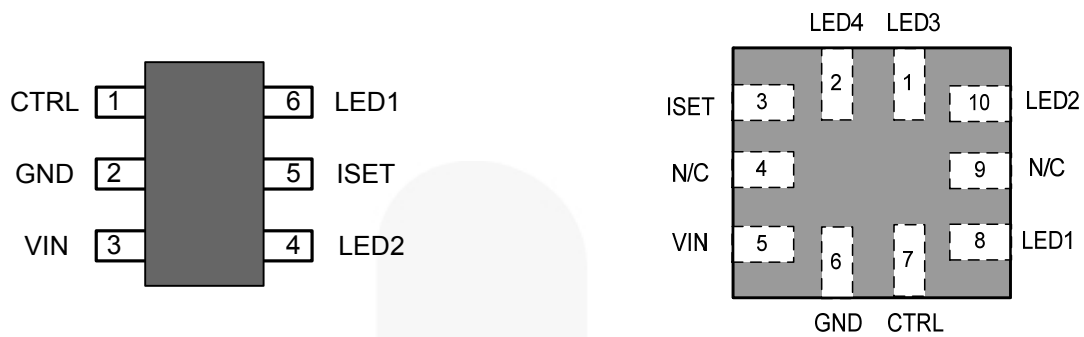 LED4 LED3
CTRL 1 6 LED1
2 1
ISET 3 10 LED2
GND 2 5 ISET
N/C 4 9 N/C
VIN 3 4 LED2
VIN 5 8 LED1
6 7
GND CTRL